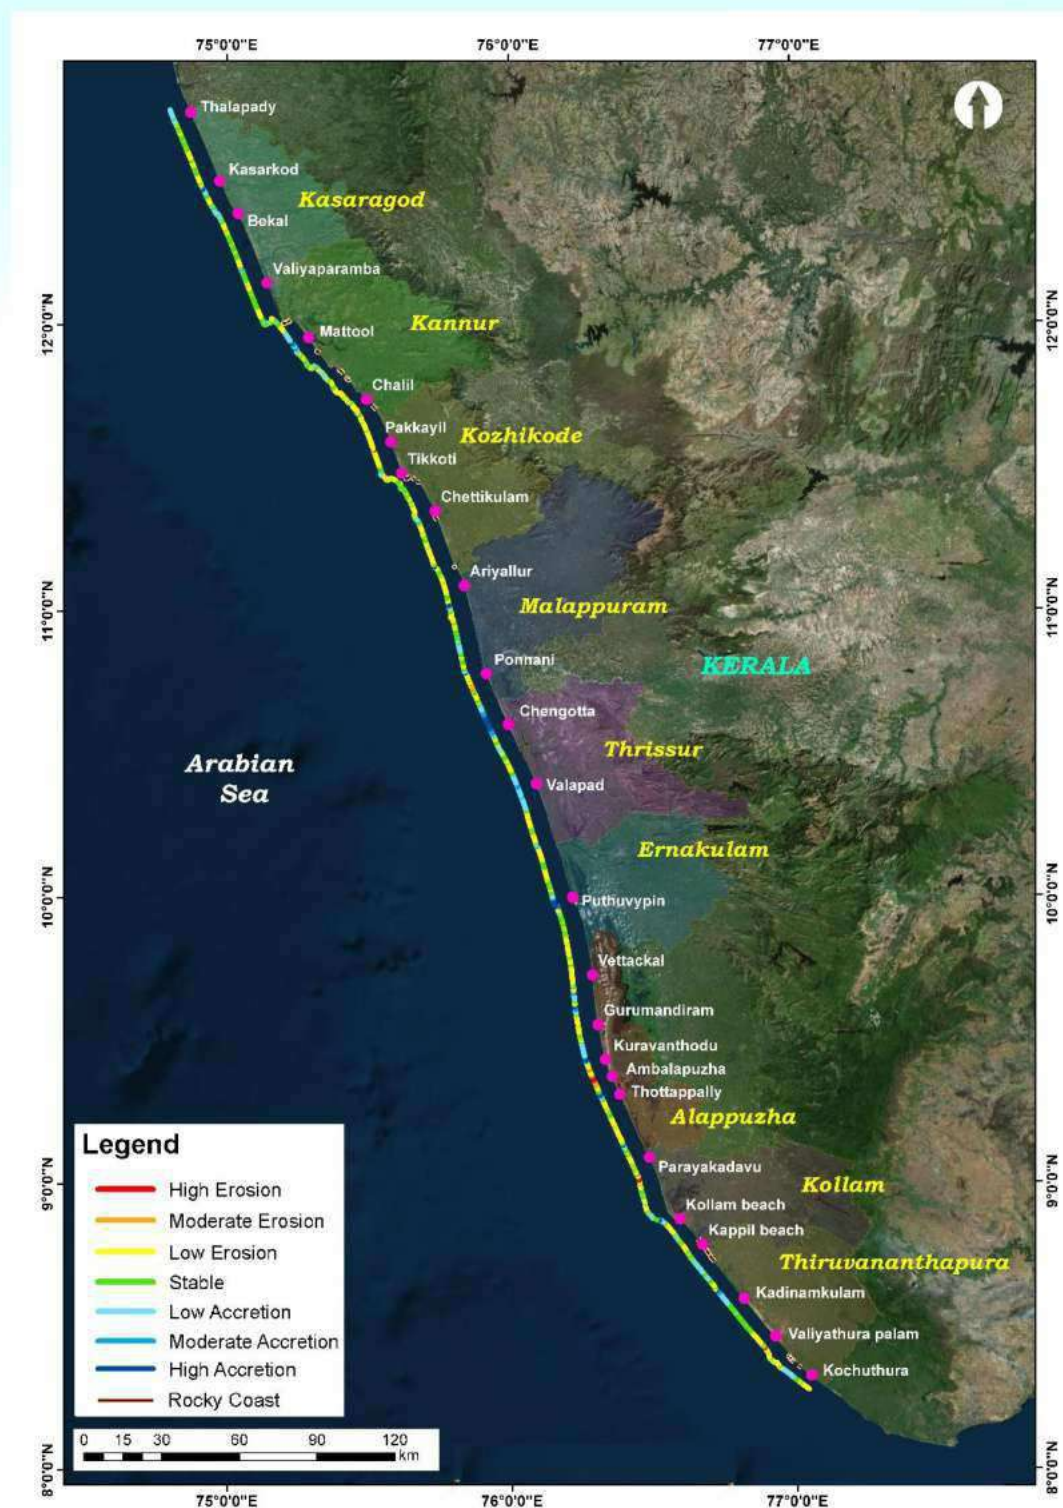 75°0'0"E 76°0'0"E 77°0'0"E
Thalapady
Kasarkod
Kasaragod
Bekal
Valiyaparamba
12°0'0"N 12°0'0"N
Mattool
Kannur
Chalil
Pakkayil
Kozhikode
Tikkoti
Chettikulam
Ariyallur
11°0'0"N 11°0'0"N
Malappuram
Ponnani
KERALA
Chengotta
Thrissur
Arabian
Sea
Valapad
Ernakulam
10°0'0"N 10°0'0"N
Puthuvypin
Vettackal
Gurumandiram
Kuravanthodu
Ambalapuzha
Thottappally
Alappuzha
Parayakadavu
9°0'0"N 9°0'0"N
Kollam
Kollam beach
Kappil beach
Thiruvananthapura
Kadinamkulam
Valiyathura palam
Kochuthura
Legend
High Erosion
Moderate Erosion
Low Erosion
Stable
Low Accretion
Moderate Accretion
High Accretion
Rocky Coast
0 15 30 60 90 120
km
8°0'0"N 8°0'0"N
75°0'0"E 76°0'0"E 77°0'0"E